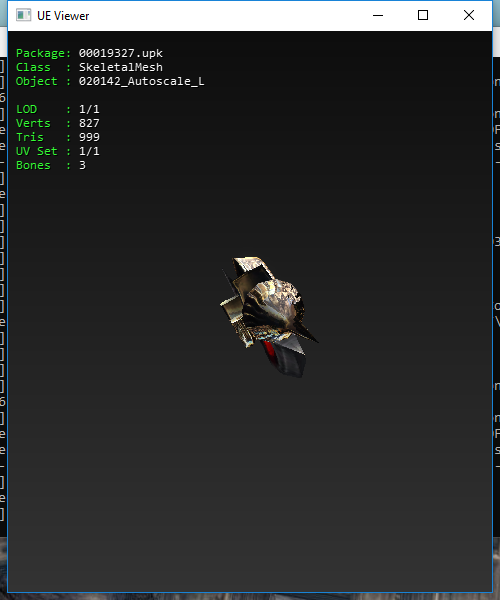 UE Viewer
Package: 00019327.upk
Class : SkeletalMesh
Object : 020142_Autoscale_L
LOD : 1/1
Verts : 827
Tris : 999
UV Set : 1/1
Bones : 3